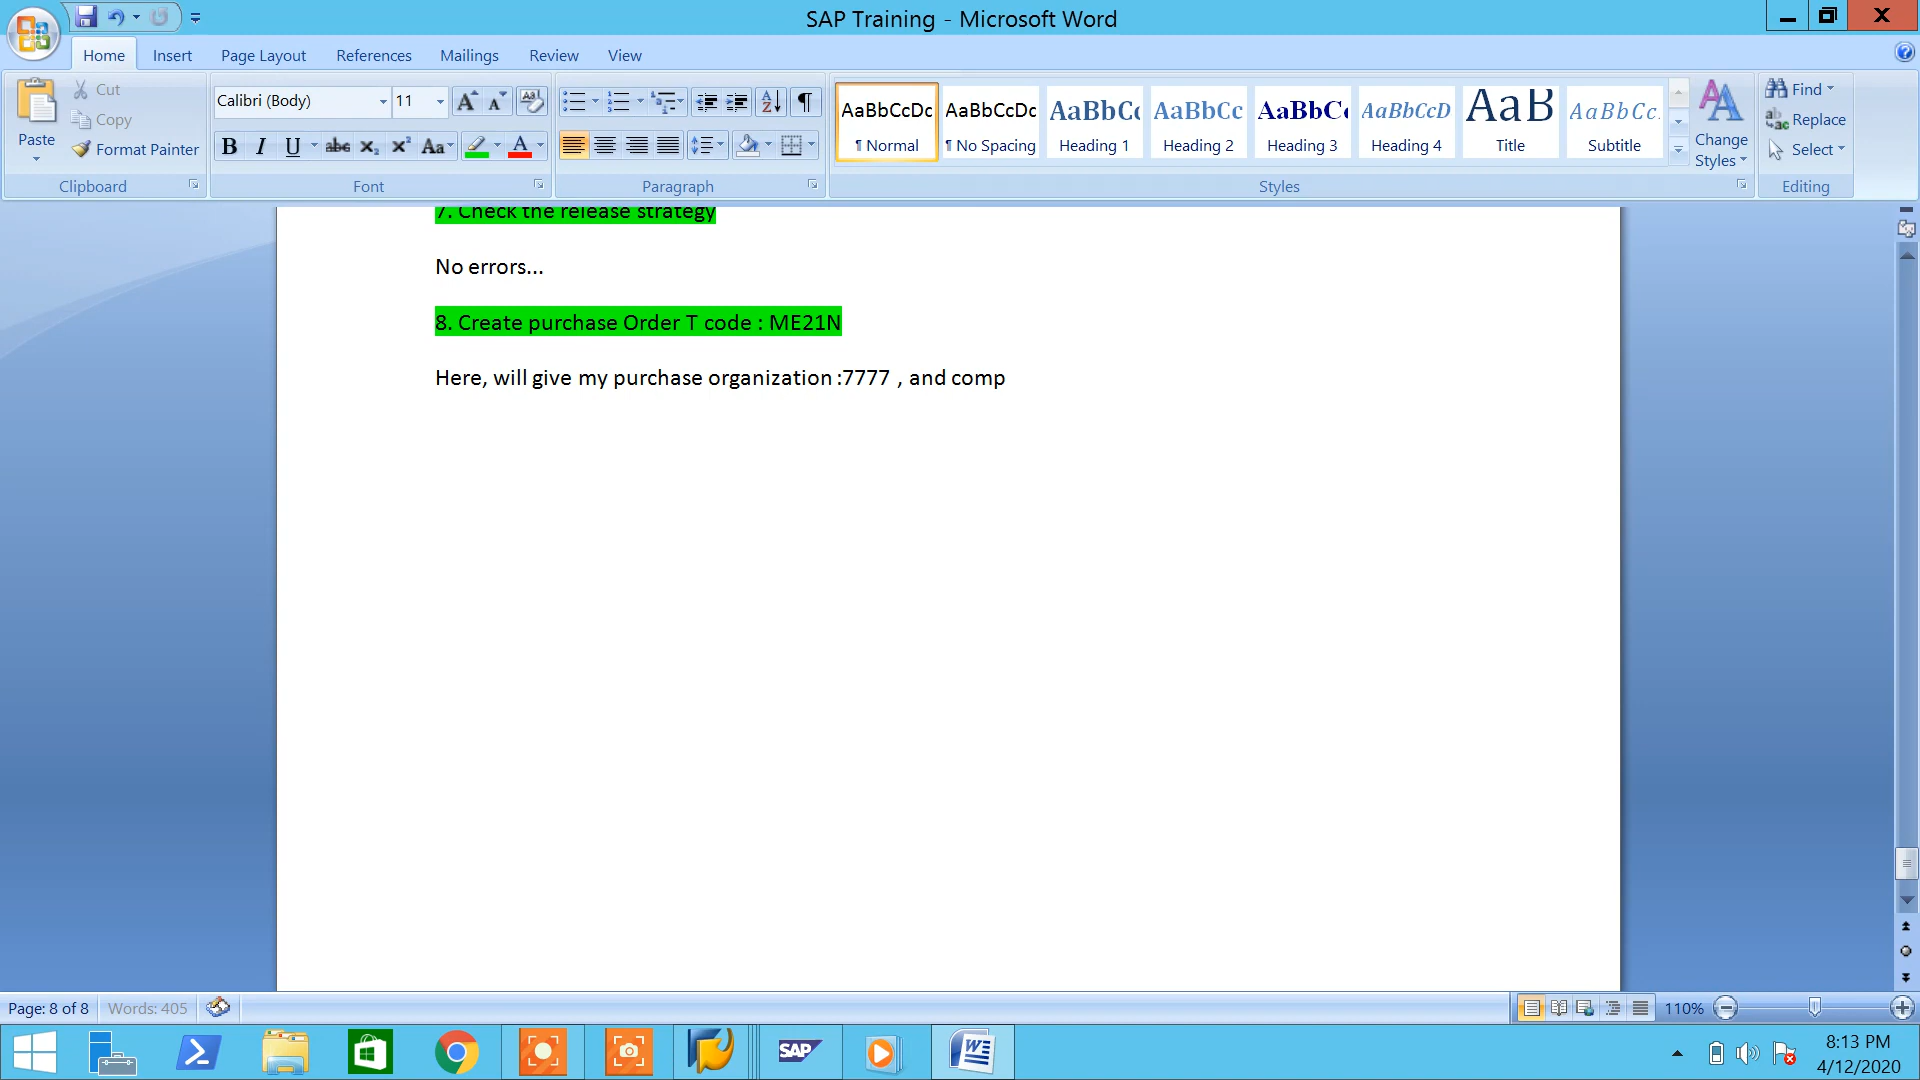 SAP Training - Microsoft Word
Home Insert Page Layout References Mailings Review View
Paste
Cut
Copy
Format Painter
Clipboard
Calibri (Body) 11
Font
Paragraph
AaBbCcDc AaBbCcDc AaBbCc AaBbCc AaBbCc AaBbCcD AaB AaBbCc.
¶ Normal ¶ No Spacing Heading 1 Heading 2 Heading 3 Heading 4 Title Subtitle
Styles
Change Styles
Find
Replace
Select
Editing
7. Check the release strategy
No errors...
8. Create purchase Order T code : ME21N
Here, will give my purchase organization :7777 , and comp
Page: 8 of 8 Words: 405 110%
SAP
8:13 PM
4/12/2020